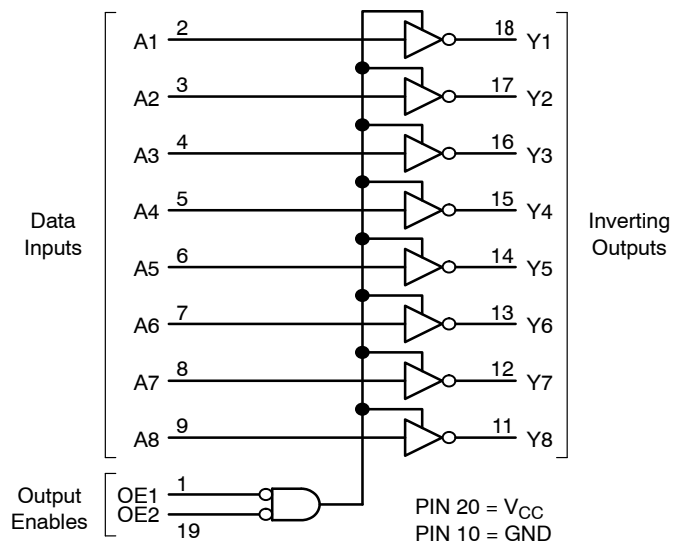 A1 2 18 Y1
A2 3 17 Y2
A3 4 16 Y3
A4 5 15 Y4
A5 6 14 Y5
A6 7 13 Y6
A7 8 12 Y7
A8 9 11 Y8
Data
Inputs
Inverting
Outputs
Output
Enables
OE1 1
OE2 19
PIN 20 = VCC
PIN 10 = GND